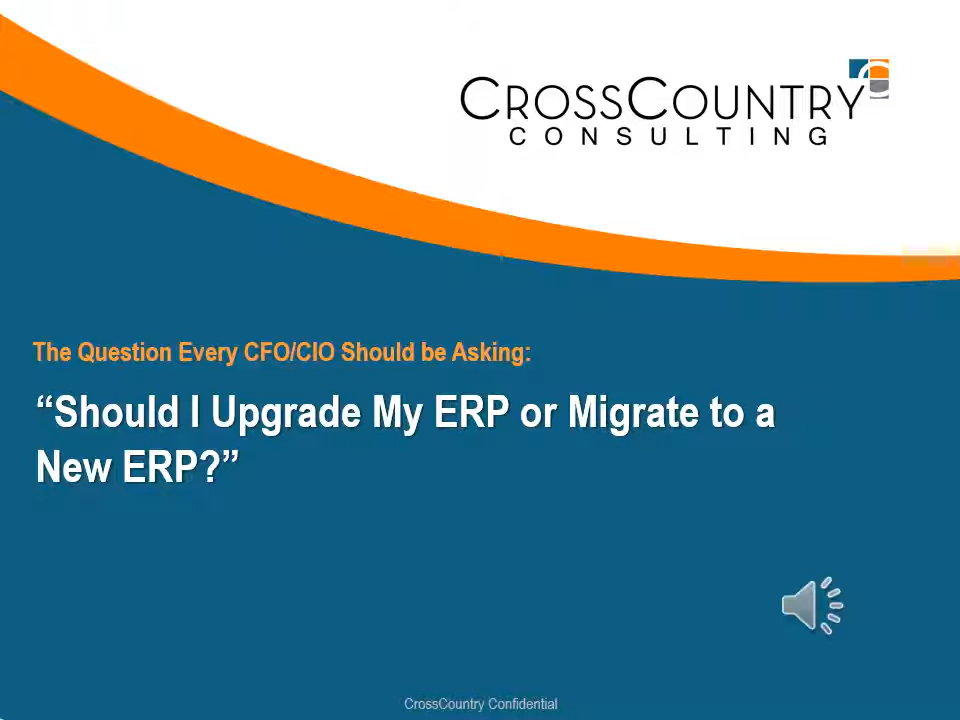 CROSSCOUNTRY
CONSULTING
The Question Every CFO/CIO Should be Asking:
“Should I Upgrade My ERP or Migrate to a
New ERP?”
CrossCountry Confidential